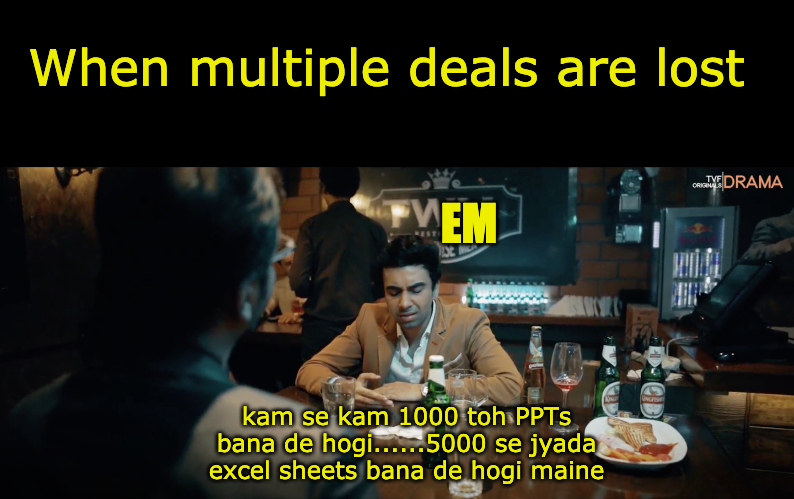 When multiple deals are lost
TVF ORIGINALS DRAMA
EM
kam se kam 1000 toh PPTs
bana de hogi......5000 se jyada
excel sheets bana de hogi maine